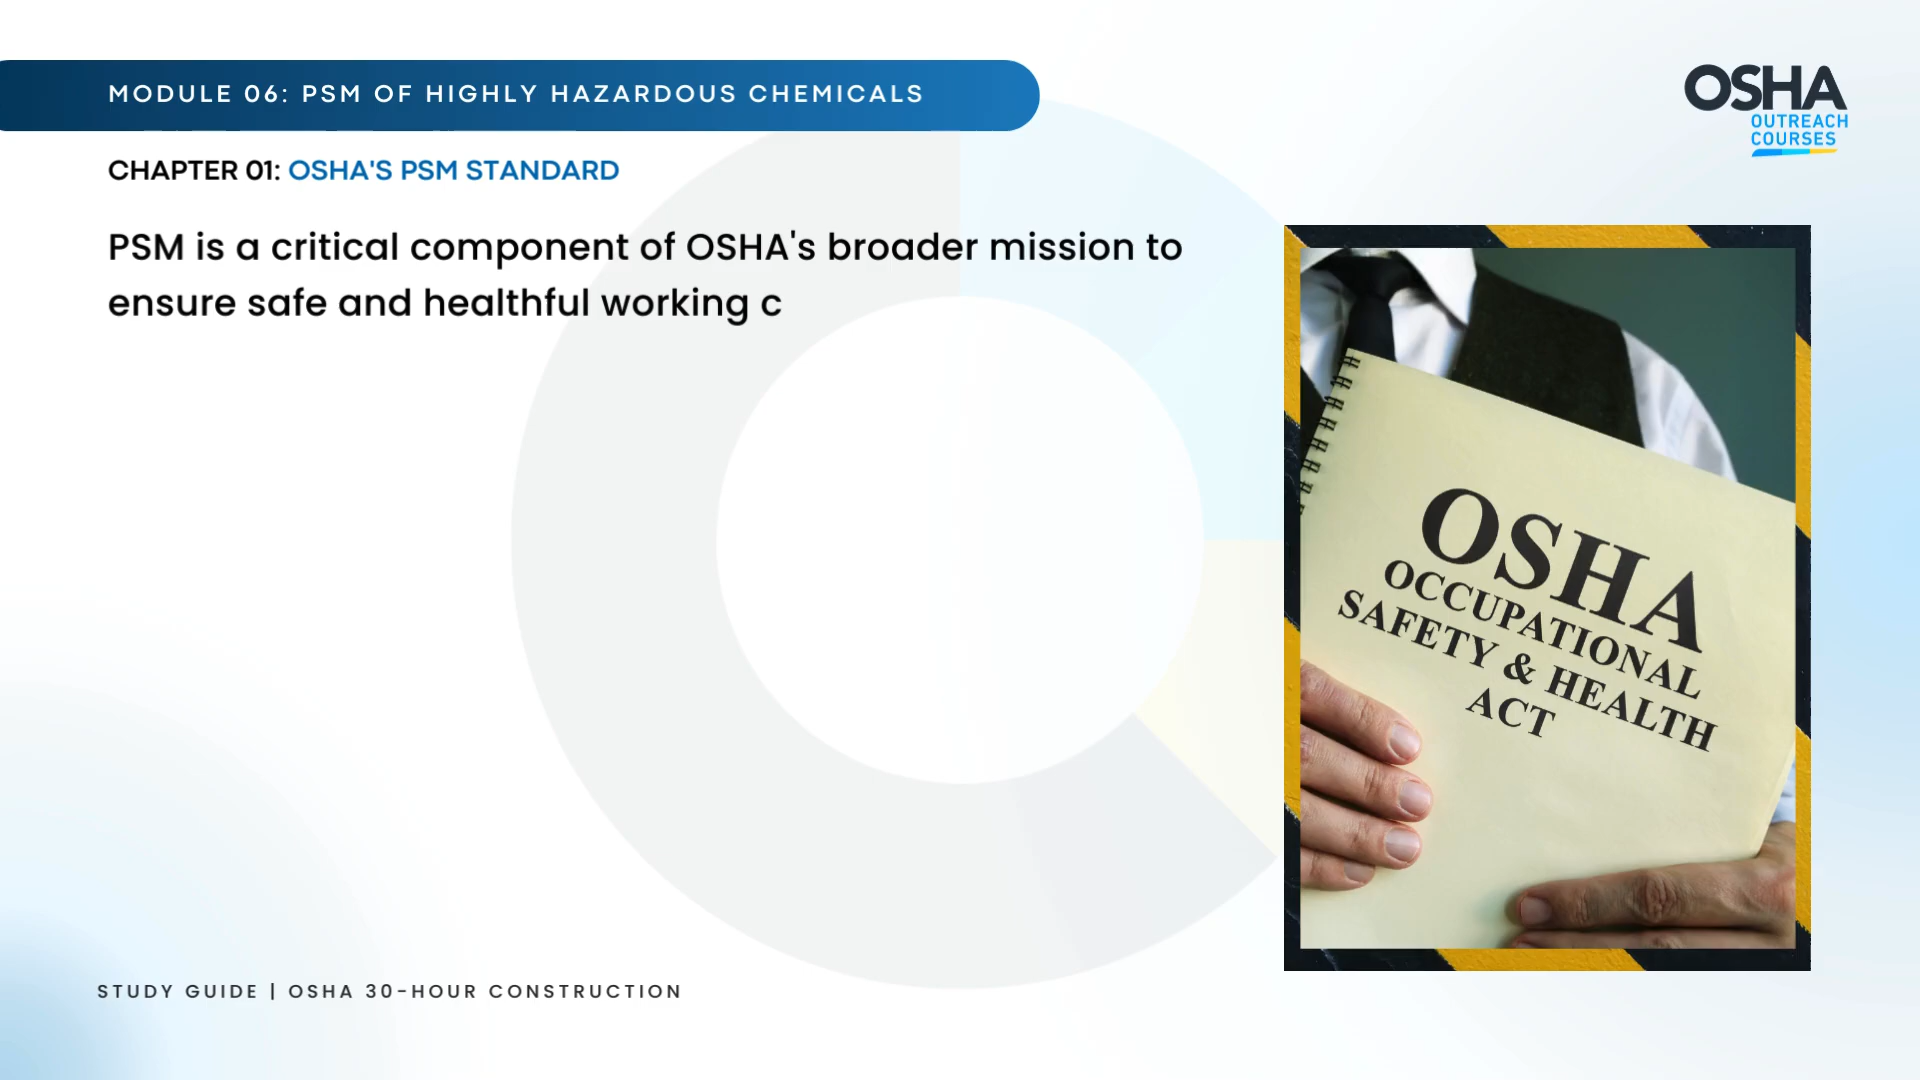 MODULE 06: PSM OF HIGHLY HAZARDOUS CHEMICALS
OSHA
OUTREACH
COURSES
CHAPTER 01: OSHA'S PSM STANDARD
PSM is a critical component of OSHA's broader mission to
ensure safe and healthful working c
OSHA
OCCUPATIONAL
SAFETY & HEALTH
ACT
STUDY GUIDE | OSHA 30-HOUR CONSTRUCTION